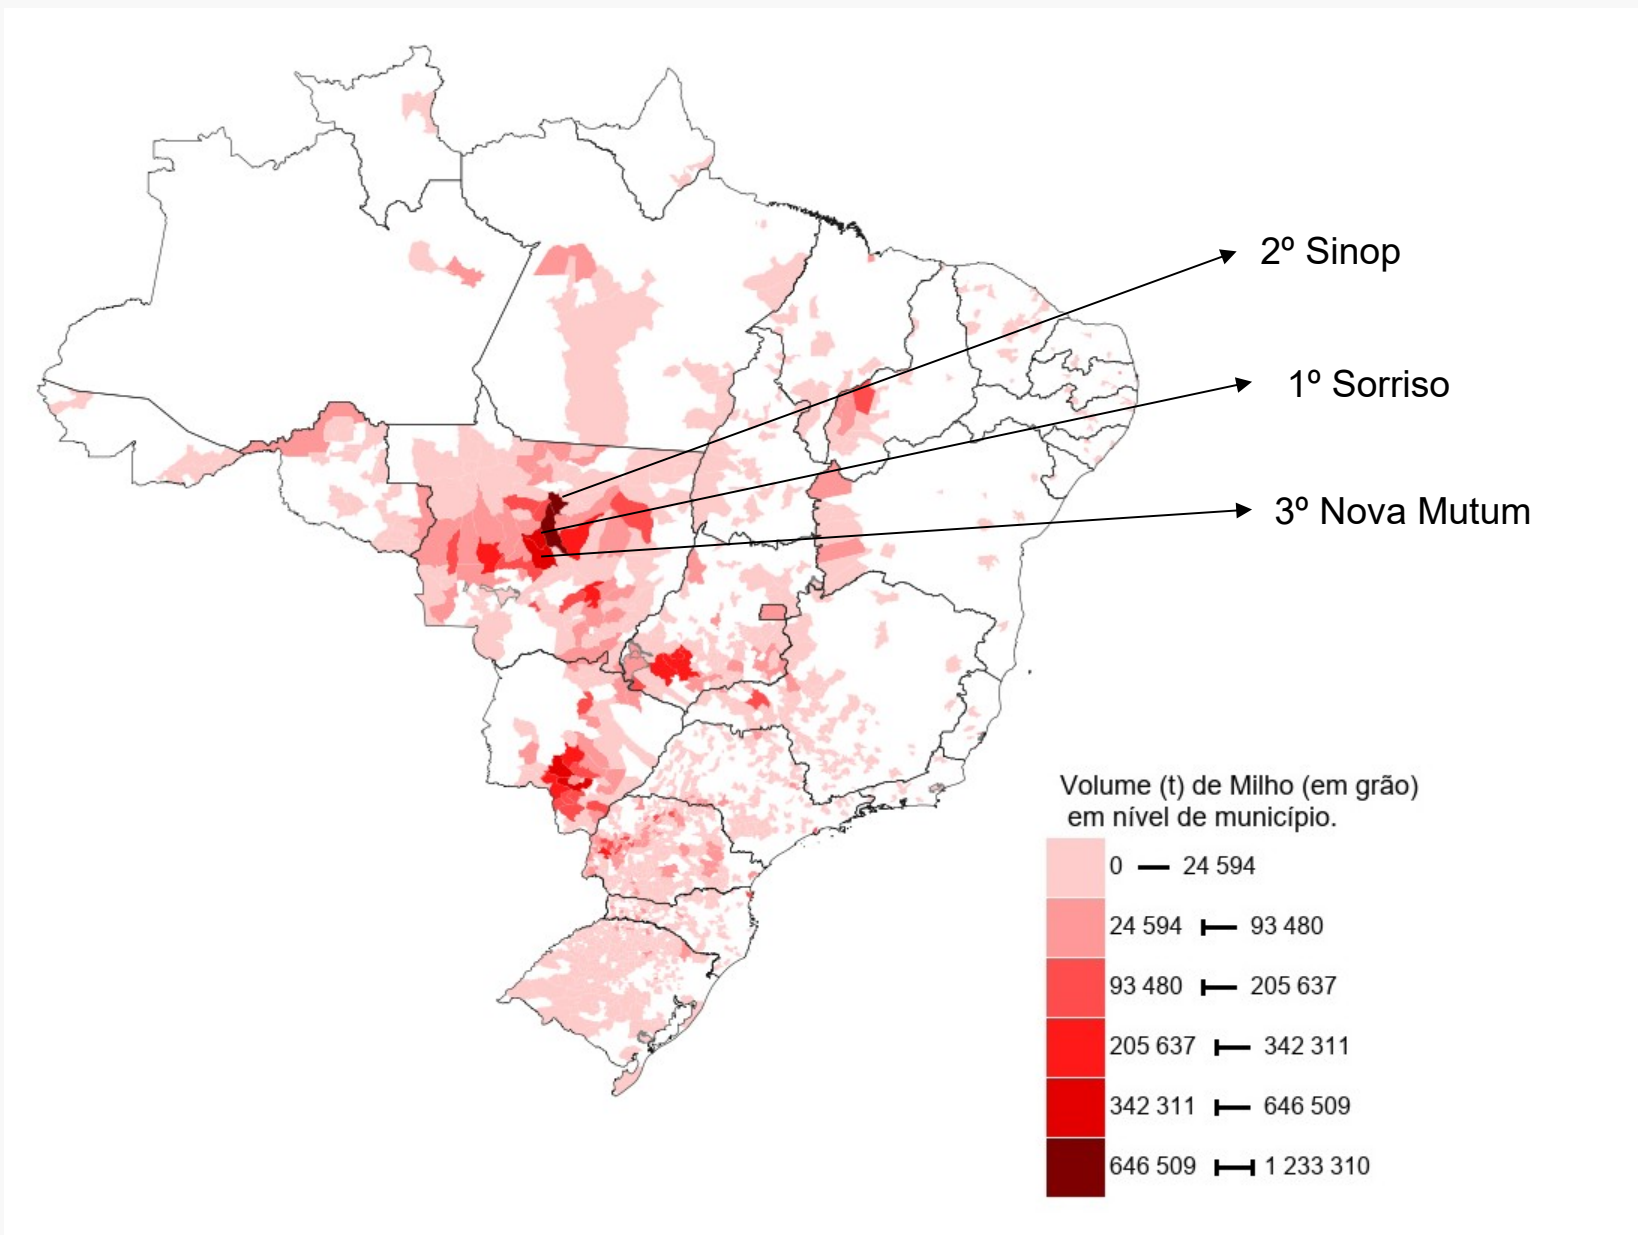 2º Sinop
1º Sorriso
3º Nova Mutum
Volume (t) de Milho (em grão)
em nível de município.
0 — 24 594
24 594 ⊢ 93 480
93 480 ⊢ 205 637
205 637 ⊢ 342 311
342 311 ⊢ 646 509
646 509 ⊢⊣ 1 233 310